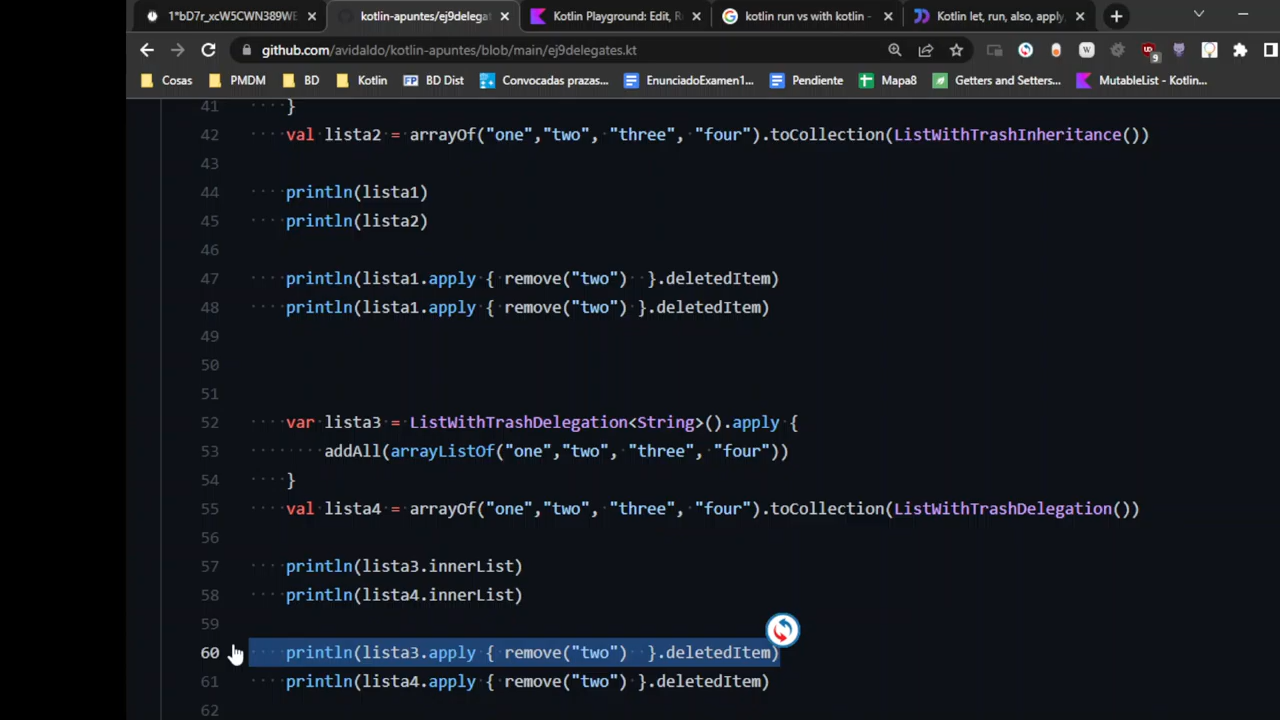 1*bD7r_xcW5CWN389WE
kotlin-apuntes/ej9delegat
Kotlin Playground: Edit, R
kotlin run vs with kotlin -
Kotlin let, run, also, apply,
github.com/avidaldo/kotlin-apuntes/blob/main/ej9delegates.kt
Cosas PMDM BD Kotlin FP BD Dist Convocadas prazas... EnunciadoExamen1... Pendiente Mapa8 Getters and Setters... MutableList - Kotlin...
41 }
42 val lista2 = arrayOf("one","two", "three", "four").toCollection(ListWithTrashInheritance())
43
44 println(lista1)
45 println(lista2)
46
47 println(lista1.apply { remove("two")  }.deletedItem)
48 println(lista1.apply { remove("two") }.deletedItem)
49
50
51
52 var lista3 = ListWithTrashDelegation<String>().apply {
53 addAll(arrayListOf("one","two", "three", "four"))
54 }
55 val lista4 = arrayOf("one","two", "three", "four").toCollection(ListWithTrashDelegation())
56
57 println(lista3.innerList)
58 println(lista4.innerList)
59
60 println(lista3.apply { remove("two")  }.deletedItem)
61 println(lista4.apply { remove("two") }.deletedItem)
62